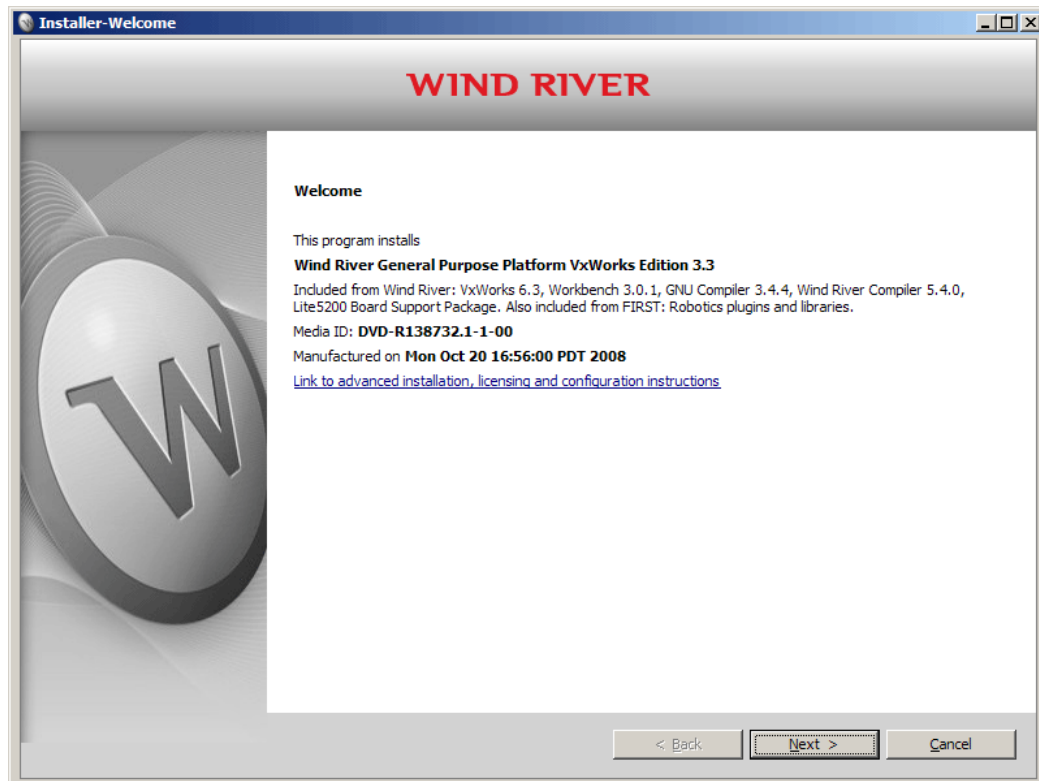 Installer-Welcome
WIND RIVER
Welcome
This program installs
Wind River General Purpose Platform VxWorks Edition 3.3
Included from Wind River: VxWorks 6.3, Workbench 3.0.1, GNU Compiler 3.4.4, Wind River Compiler 5.4.0,
Lite5200 Board Support Package. Also included from FIRST: Robotics plugins and libraries.
Media ID: DVD-R138732.1-1-00
Manufactured on Mon Oct 20 16:56:00 PDT 2008
Link to advanced installation, licensing and configuration instructions
W
< Back Next > Cancel